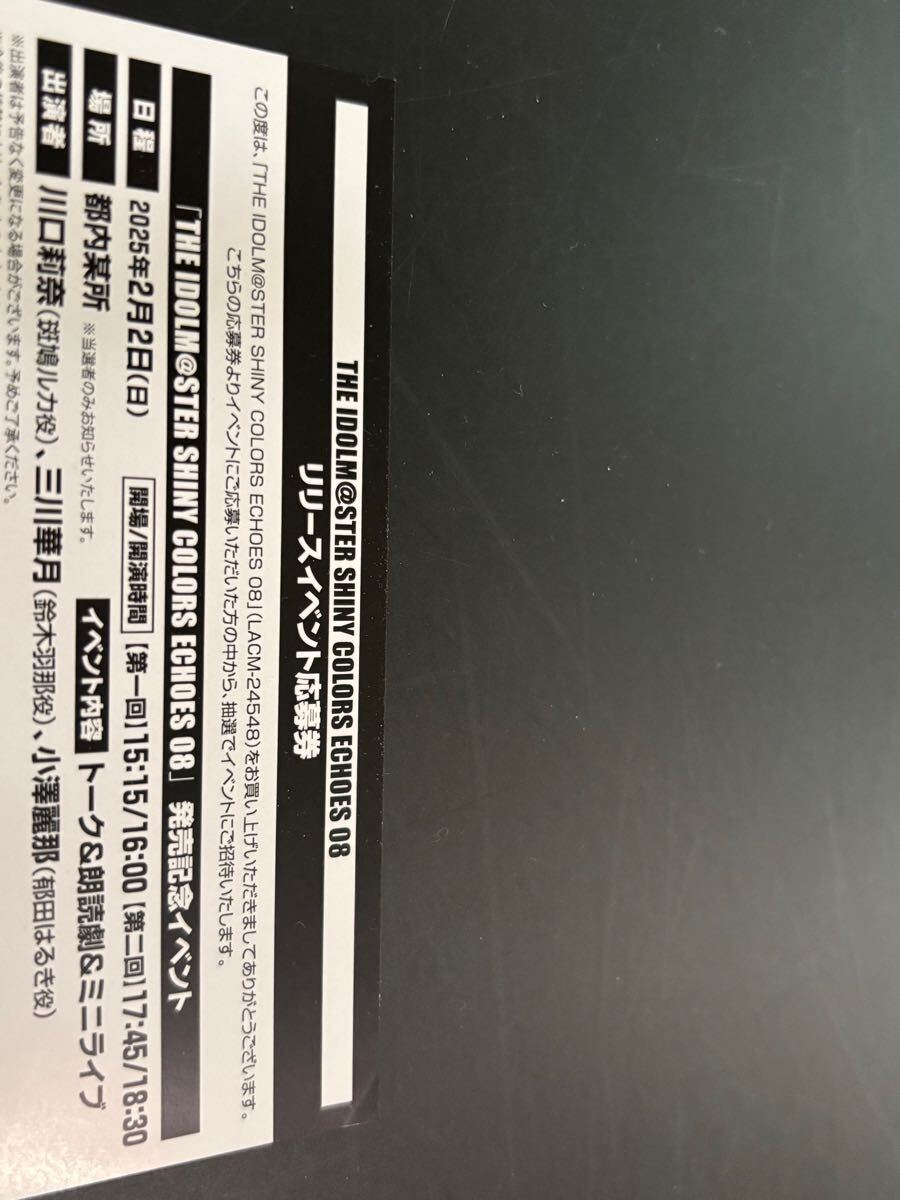 THE IDOLM@STER SHINY COLORS ECHOES 08
リリースイベント応募券
この度は、「THE IDOLM@STER SHINY COLORS ECHOES 08」(LACM-24548)をお買い上げいただきましてありがとうございます。
こちらの応募券よりイベントにご応募いただいた方の中から、抽選でイベントにご招待いたします。
「THE IDOLM@STER SHINY COLORS ECHOES 08」 発売記念イベント
日程 2025年2月2日(日) 開場/開演時間 【第一回】15:15/16:00 【第二回】17:45/18:30
場所 都内某所 ※当選者のみお知らせいたします。 イベント内容 トーク&朗読劇&ミニライブ
出演者 川口莉奈(斑鳩ルカ役)、三川華月(鈴木羽那役)、小澤麗那(郁田はるき役)
※出演者は予告なく変更になる場合がございます。予めご了承ください。